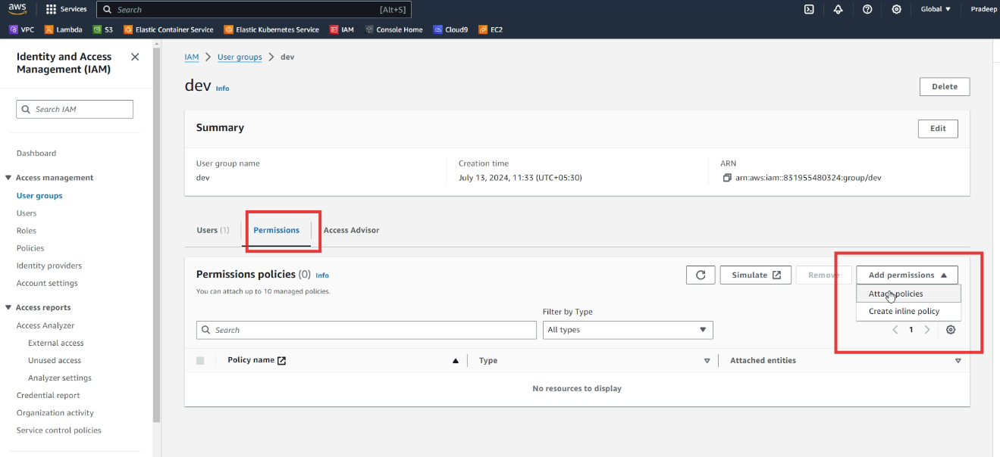 aws Services Search [Alt+S] Global Pradeep
VPC Lambda S3 Elastic Container Service Elastic Kubernetes Service IAM Console Home Cloud9 EC2
Identity and Access
Management (IAM)
Search IAM
Dashboard
Access management
User groups
Users
Roles
Policies
Identity providers
Account settings
Access reports
Access Analyzer
External access
Unused access
Analyzer settings
Credential report
Organization activity
Service control policies
IAM > User groups > dev
dev Info
Delete
Summary
Edit
User group name
dev
Creation time
July 13, 2024, 11:33 (UTC+05:30)
ARN
arn:aws:iam::831955480324:group/dev
Users (1) Permissions Access Advisor
Permissions policies (0) Info
You can attach up to 10 managed policies.
Simulate Remove Add permissions
Attach policies
Create inline policy
Filter by Type
Search
All types
1
Policy name Type Attached entities
No resources to display